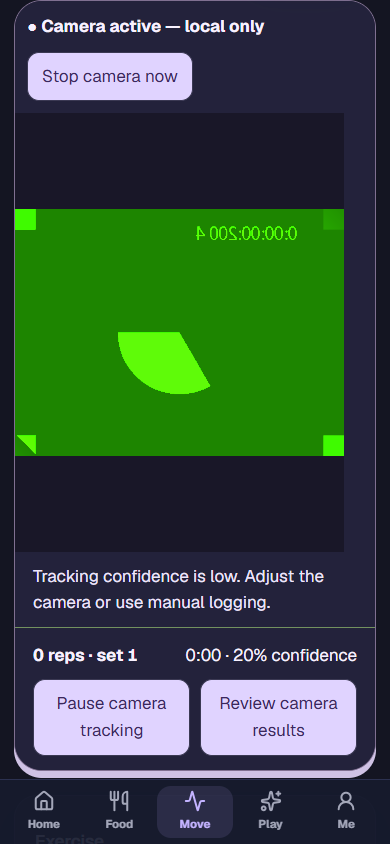 Camera active — local only
Stop camera now
0:00:00:00.200 4
Tracking confidence is low. Adjust the
camera or use manual logging.
0 reps · set 1
0:00 · 20% confidence
Pause camera
tracking
Review camera
results
Exercise
Home
Food
Move
Play
Me